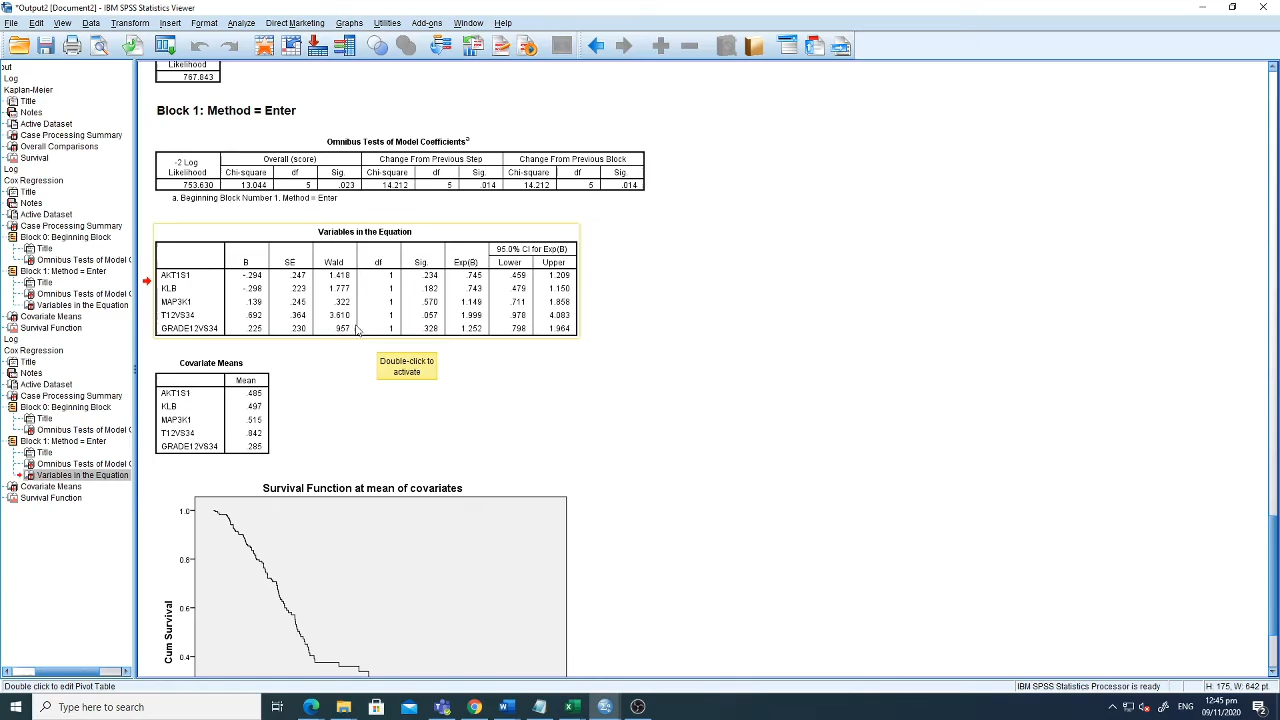 *Output2 [Document2] - IBM SPSS Statistics Viewer
File Edit View Data Transform Insert Format Analyze Direct Marketing Graphs Utilities Add-ons Window Help
out
Log
Kaplan-Meier
Title
Notes
Active Dataset
Case Processing Summary
Overall Comparisons
Survival
Log
Cox Regression
Title
Notes
Active Dataset
Case Processing Summary
Block 0: Beginning Block
Title
Omnibus Tests of Model C
Block 1: Method = Enter
Title
Omnibus Tests of Model C
Variables in the Equation
Covariate Means
Survival Function
Log
Cox Regression
Title
Notes
Active Dataset
Case Processing Summary
Block 0: Beginning Block
Title
Omnibus Tests of Model C
Block 1: Method = Enter
Title
Omnibus Tests of Model C
Variables in the Equation
Covariate Means
Survival Function
Likelihood
767.843
Block 1: Method = Enter
Omnibus Tests of Model Coefficients a
-2 Log Likelihood Overall (score) Change From Previous Step Change From Previous Block
Chi-square df Sig. Chi-square df Sig. Chi-square df Sig.
753.630 13.044 5 .023 14.212 5 .014 14.212 5 .014
a. Beginning Block Number 1. Method = Enter
Variables in the Equation
95.0% CI for Exp(B)
B SE Wald df Sig. Exp(B) Lower Upper
AKT1S1 -.294 .247 1.418 1 .234 .745 .459 1.209
KLB -.298 .223 1.777 1 .182 .743 .479 1.150
MAP3K1 .139 .245 .322 1 .570 1.149 .711 1.858
T12VS34 .692 .364 3.610 1 .057 1.999 .978 4.083
GRADE12VS34 .225 .230 .957 1 .328 1.252 .798 1.964
Double-click to
activate
Covariate Means
Mean
AKT1S1 .485
KLB .497
MAP3K1 .515
T12VS34 .842
GRADE12VS34 .285
Survival Function at mean of covariates
1.0
0.8
0.6
0.4
Cum Survival
Double click to edit Pivot Table
IBM SPSS Statistics Processor is ready
H: 175, W: 642 pt
Type here to search
ENG
12:45 pm
09/11/2020